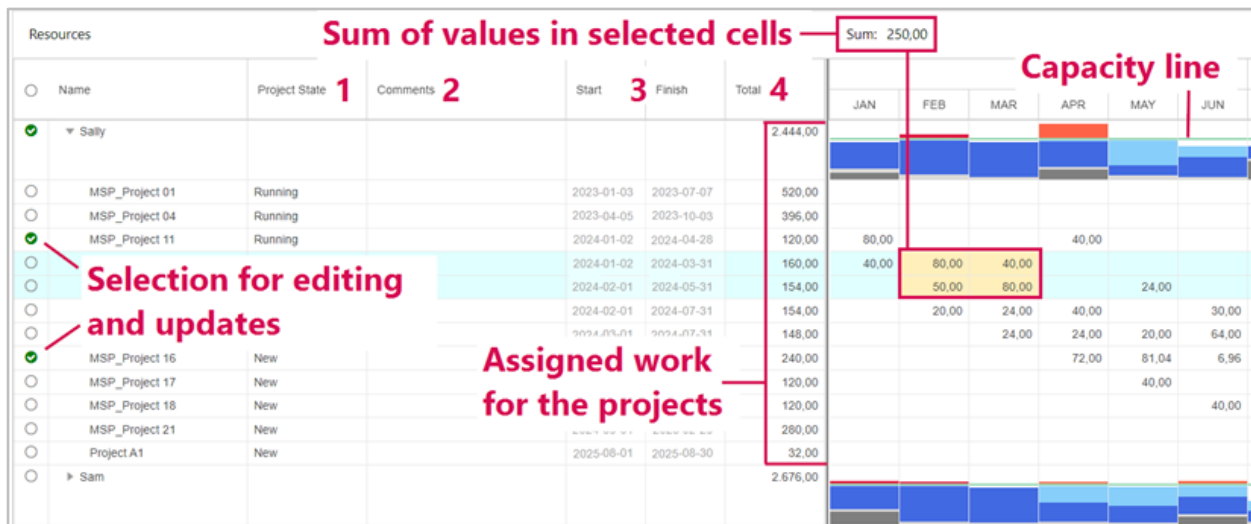 Resources Sum of values in selected cells Sum: 250,00
Capacity line
Name Project State 1 Comments 2 Start 3 Finish Total 4
JAN FEB MAR APR MAY JUN
Sally 2.444,00
MSP_Project 01 Running 2023-01-03 2023-07-07 520,00
MSP_Project 04 Running 2023-04-05 2023-10-03 396,00
MSP_Project 11 Running 2024-01-02 2024-04-28 120,00 80,00 40,00
2024-01-02 2024-03-31 160,00 40,00 80,00 40,00
Selection for editing
2024-02-01 2024-05-31 154,00 50,00 80,00 24,00
2024-02-01 2024-07-31 154,00 20,00 24,00 40,00 30,00
and updates
2024-03-01 2024-07-31 148,00 24,00 24,00 20,00 64,00
MSP_Project 16 New 240,00 72,00 81,04 6,96
Assigned work
MSP_Project 17 New 120,00 40,00
for the projects
MSP_Project 18 New 120,00 40,00
MSP_Project 21 New 280,00
Project A1 New 2025-08-01 2025-08-30 32,00
Sam 2.676,00